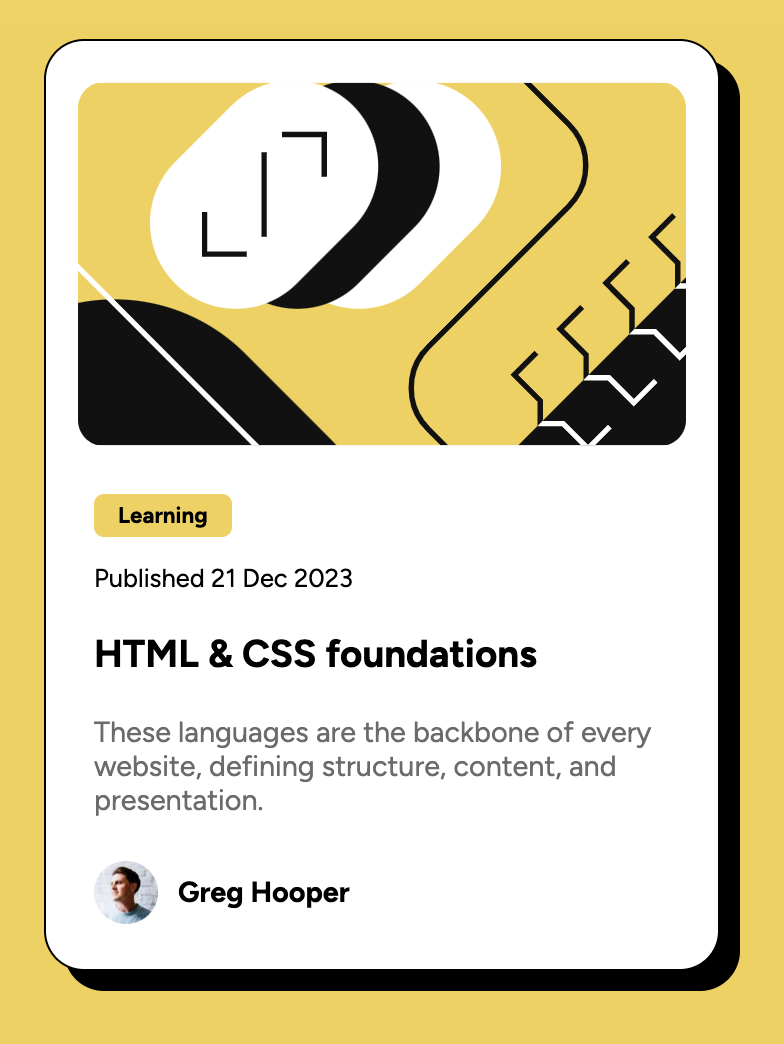 Learning
Published 21 Dec 2023
HTML & CSS foundations
These languages are the backbone of every
website, defining structure, content, and
presentation.
Greg Hooper